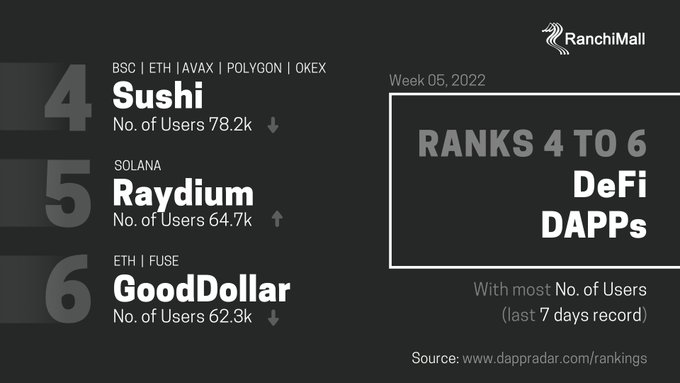 RanchiMall
Week 05, 2022
RANKS 4 TO 6
DeFi
DAPPs
With most No. of Users
(last 7 days record)
4
BSC | ETH |AVAX | POLYGON | OKEX
Sushi
No. of Users 78.2k
5
SOLANA
Raydium
No. of Users 64.7k
6
ETH | FUSE
GoodDollar
No. of Users 62.3k
Source: www.dappradar.com/rankings